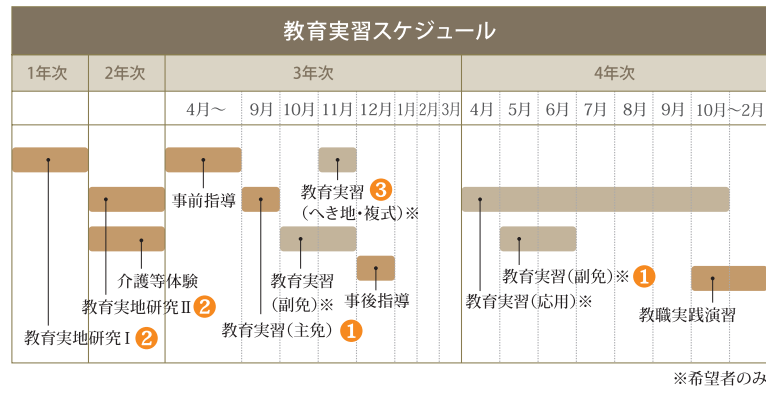 教育実習スケジュール
1年次 2年次 3年次 4年次
4月～ 9月 10月 11月 12月 1月 2月 3月 4月 5月 6月 7月 8月 9月 10月～2月
事前指導
教育実習 3
（へき地・複式）※
介護等体験
教育実習
（副免）※
事後指導
教育実習（副免）※ 1
教育実地研究Ⅱ 2
教育実習（応用）※
教職実践演習
教育実習（主免） 1
教育実地研究Ⅰ 2
※希望者のみ